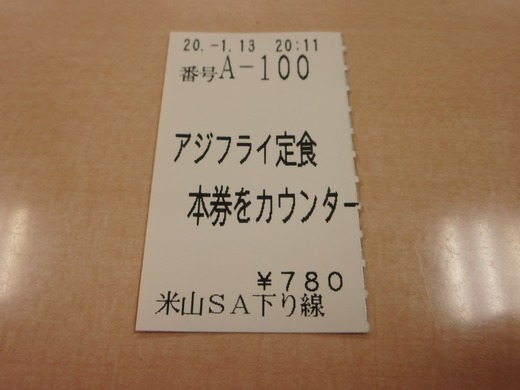 20.-1.13 20:11
番号A-100
アジフライ定食
本券をカウンター
￥780
米山SA下り線